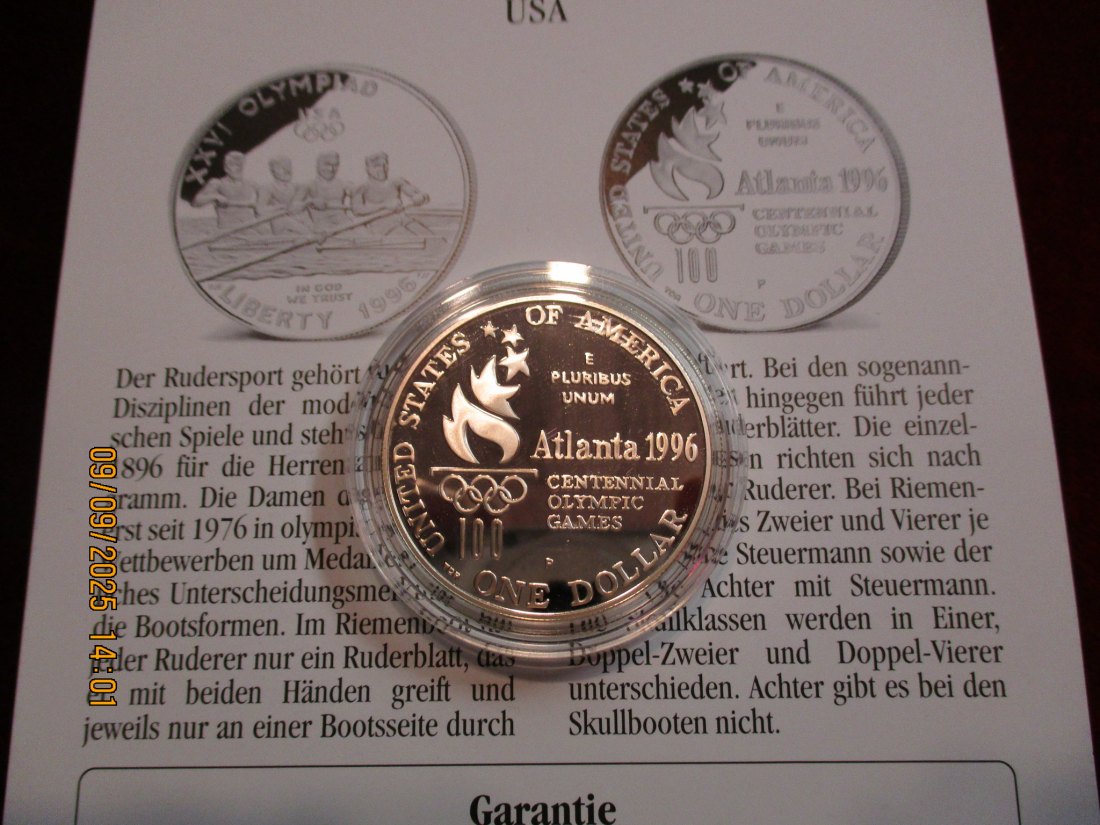 USA
XXVI OLYMPIAD
USA
IN GOD
WE TRUST
LIBERTY 1996
UNITED STATES OF AMERICA
E
PLURIBUS
UNUM
Atlanta 1996
CENTENNIAL
OLYMPIC
GAMES
100
P
ONE DOLLAR
UNITED STATES OF AMERICA
E
PLURIBUS
UNUM
Atlanta 1996
CENTENNIAL
OLYMPIC
GAMES
100
P
ONE DOLLAR
Der Rudersport gehört
Disziplinen der
schen Spiele und
896 für die Herren
ramm. Die Damen
rst seit 1976 in
ettbewerben um
ches
die Bootsformen. Im
Ruderer nur ein Ruderblatt, das
mit beiden Händen greift und
jeweils nur an einer Bootsseite durch
rt. Bei den sogenann-
hingegen führt jeder
derblätter. Die einzel-
n richten sich nach
Ruderer. Bei Riemen-
s Zweier und Vierer je
e Steuermann sowie der
Achter mit Steuermann.
klassen werden in Einer,
Doppel-Zweier und Doppel-Vierer
unterschieden. Achter gibt es bei den
Skullbooten nicht.
Garantie
09/09/2025 14:01